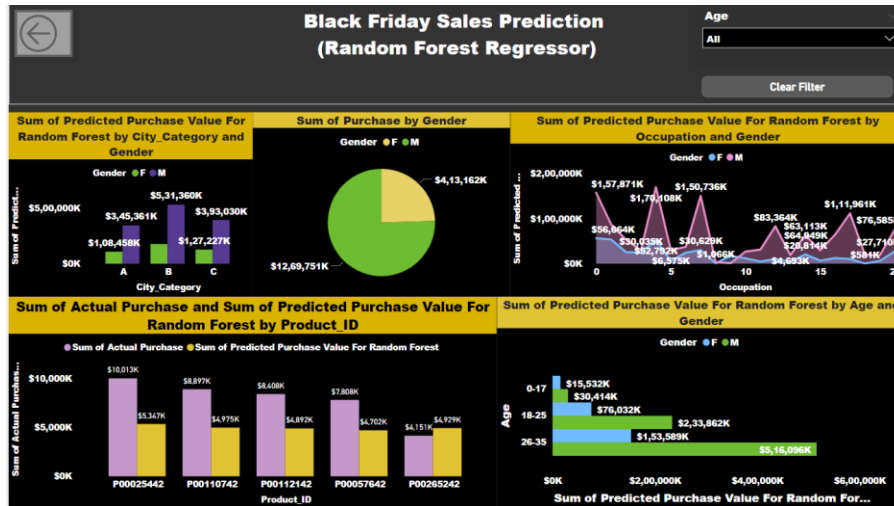 Black Friday Sales Prediction
(Random Forest Regressor)
Age
All
Clear Filter
Sum of Predicted Purchase Value For
Random Forest by City_Category and
Gender
Gender F M
Sum of Predict...
$5,00,000K
$0K
$1,08,458K
$3,45,361K
$5,31,360K
$1,27,227K
$3,93,030K
A B C
City_Category
Sum of Purchase by Gender
Gender F M
$4,13,162K
$12,69,751K
Sum of Predicted Purchase Value For Random Forest by
Occupation and Gender
Gender F M
Sum of Predicted...
$2,00,000K
$1,00,000K
$0K
$1,57,871K
$1,70,108K
$1,50,736K
$83,364K
$1,11,961K
$76,585K
$56,664K
$30,035K
$52,792K
$6,575K
$30,629K
$1,066K
$63,113K
$64,949K
$20,814K
$4,693K
$581K
$27,710K
0 5 10 15
Occupation
Sum of Actual Purchase and Sum of Predicted Purchase Value For
Random Forest by Product_ID
Sum of Actual Purchase Sum of Predicted Purchase Value For Random Forest
Sum of Actual Purchas...
$10,000K
$5,000K
$0K
$10,013K
$5,347K
$8,897K
$4,975K
$8,408K
$4,892K
$7,808K
$4,702K
$4,151K
$4,929K
P00025442 P00110742 P00112142 P00057642 P00265242
Product_ID
Sum of Predicted Purchase Value For Random Forest by Age and
Gender
Gender F M
Age
0-17
$15,532K
$30,414K
18-25
$76,032K
$2,33,862K
26-35
$1,53,589K
$5,16,096K
$0K $2,00,000K $4,00,000K $6,00,000K
Sum of Predicted Purchase Value For Random For...